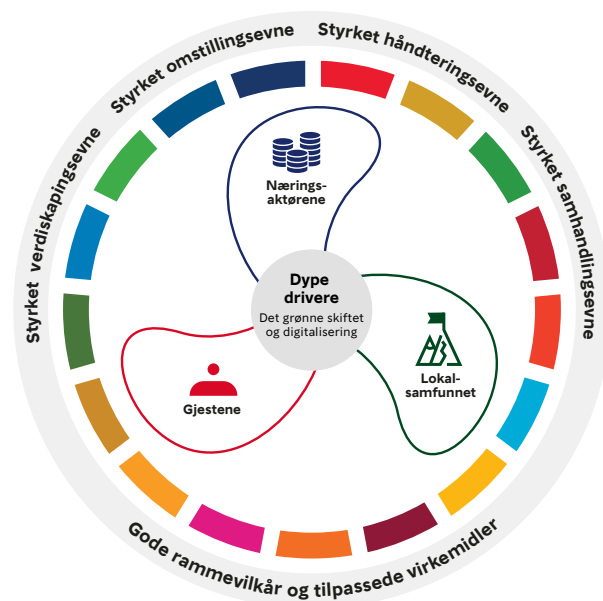 Styrket omstillingsevne
Styrket håndteringsevne
Styrket verdiskapingsevne
Styrket samhandlingsevne
Nærings-
aktørene
Dype
drivere
Det grønne skiftet
og digitalisering
Lokal-
samfunnet
Gjestene
Gode rammevilkår og tilpassede virkemidler